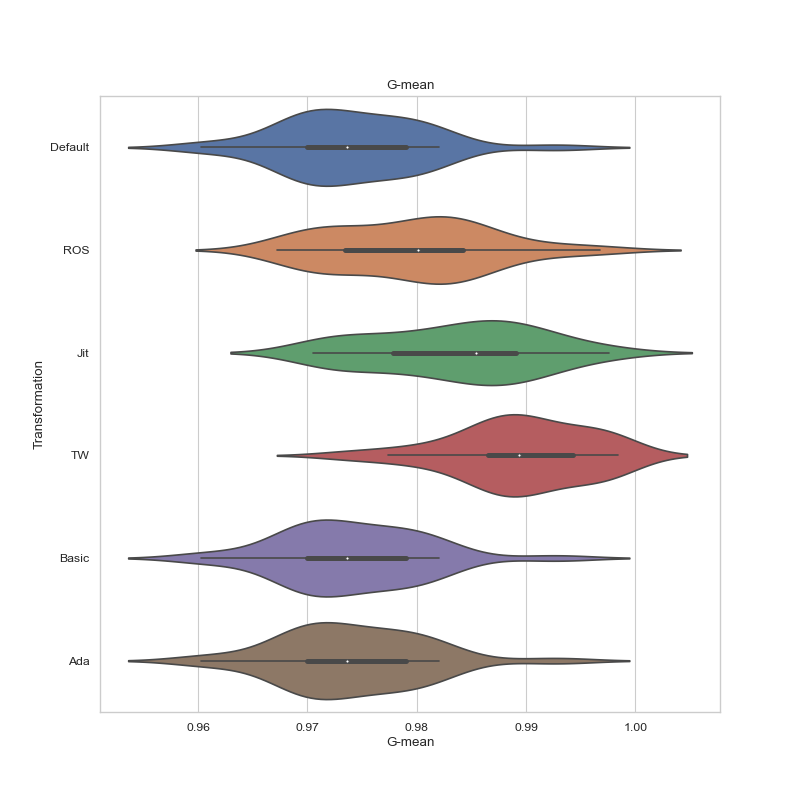 G-mean
Default
ROS
Jit
TW
Basic
Ada
Transformation
0.96 0.97 0.98 0.99 1.00
G-mean